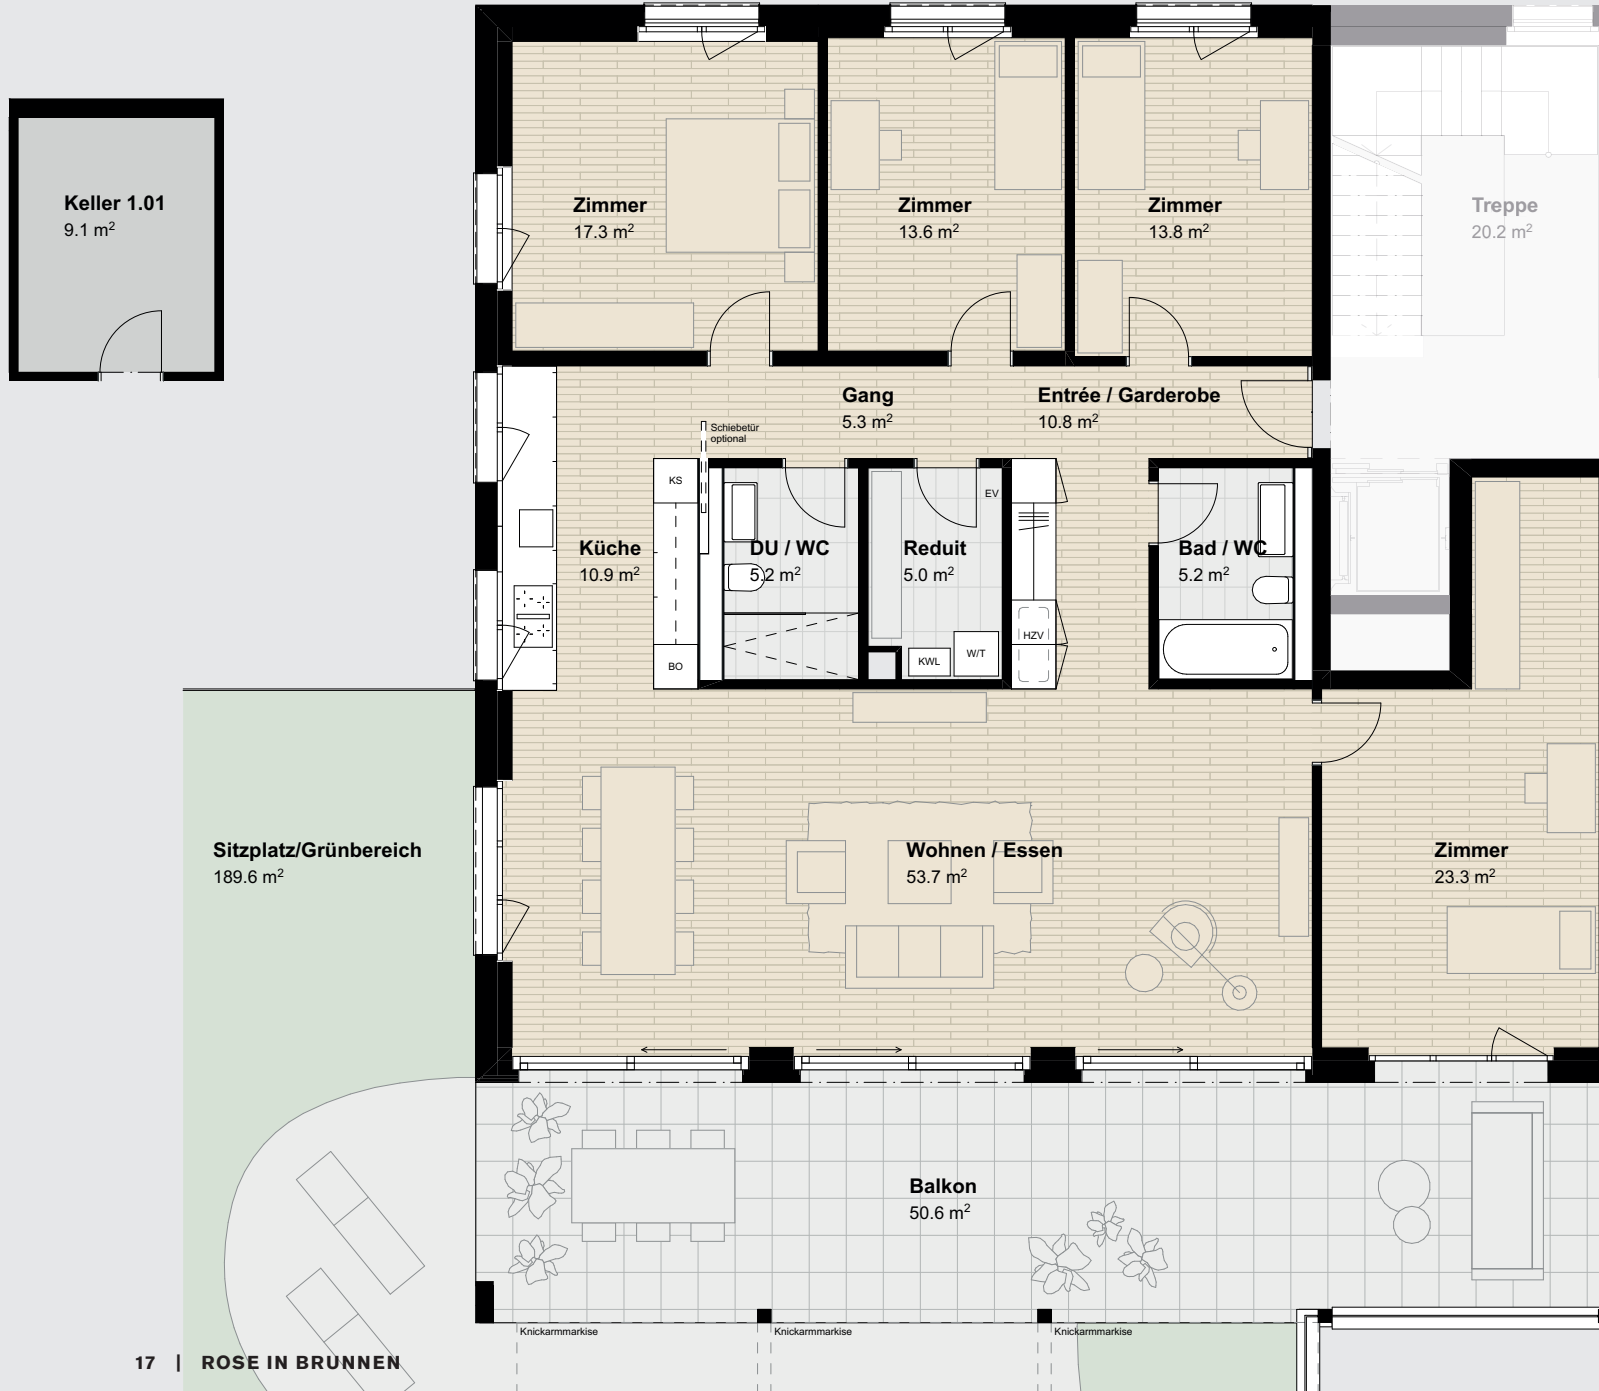 Keller 1.01
9.1 m²
Zimmer
17.3 m²
Zimmer
13.6 m²
Zimmer
13.8 m²
Treppe
20.2 m²
Gang
5.3 m²
Entrée / Garderobe
10.8 m²
Schiebetür
optional
KS
EV
Küche
10.9 m²
DU / WC
5.2 m²
Reduit
5.0 m²
Bad / WC
5.2 m²
HZV
BO
KWL
W/T
Sitzplatz/Grünbereich
189.6 m²
Wohnen / Essen
53.7 m²
Zimmer
23.3 m²
Balkon
50.6 m²
Knickarmmarkise
Knickarmmarkise
Knickarmmarkise
17 | ROSE IN BRUNNEN